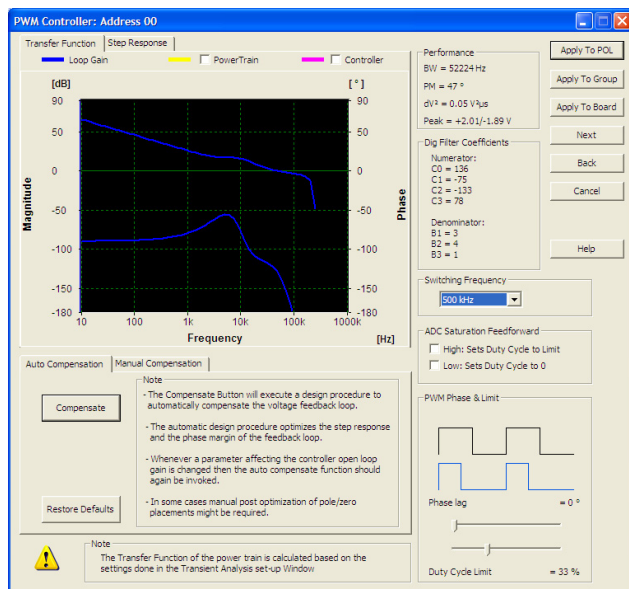 PWM Controller: Address 00
Transfer Function
Step Response
Loop Gain
PowerTrain
Controller
[dB]
[ ° ]
90
50
0
-50
-100
-150
-180
Magnitude
90
50
0
-50
-100
-150
-180
Phase
10
100
1k
10k
100k
1000k
Frequency
[Hz]
Performance
BW = 52224 Hz
PM = 47 °
dV² = 0.05 V²µs
Peak = +2.01/-1.89 V
Dig Filter Coefficients
Numerator:
C0 = 136
C1 = -75
C2 = -133
C3 = 78
Denominator:
B1 = 3
B2 = 4
B3 = 1
Apply To POL
Apply To Group
Apply To Board
Next
Back
Cancel
Help
Switching Frequency
500 kHz
ADC Saturation Feedforward
High: Sets Duty Cycle to Limit
Low: Sets Duty Cycle to 0
PWM Phase & Limit
Phase lag = 0 °
Duty Cycle Limit = 33 %
Auto Compensation
Manual Compensation
Compensate
Restore Defaults
Note
- The Compensate Button will execute a design procedure to
automatically compensate the voltage feedback loop.
- The automatic design procedure optimizes the step response
and the phase margin of the feedback loop.
- Whenever a parameter affecting the controller open loop
gain is changed then the auto compensate function should
again be invoked.
- In some cases manual post optimization of pole/zero
placements might be required.
Note
The Transfer Function of the power train is calculated based on the
settings done in the Transient Analysis set-up Window